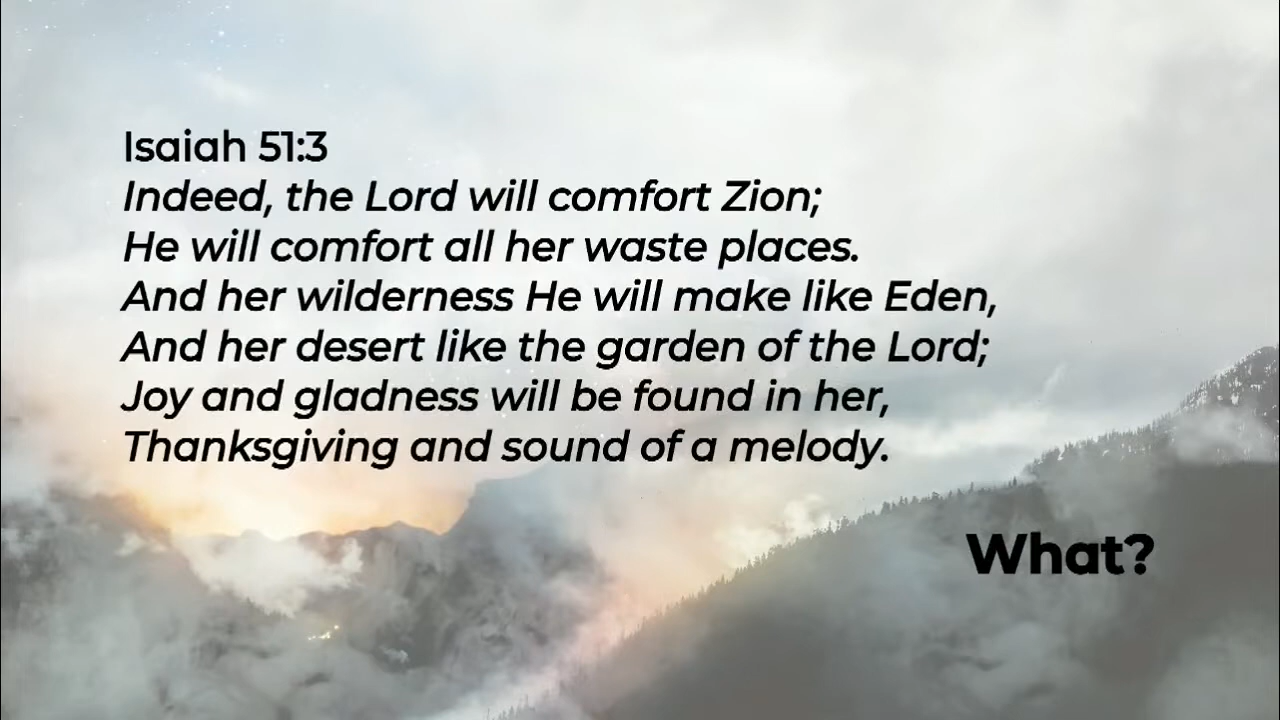 Isaiah 51:3
Indeed, the Lord will comfort Zion;
He will comfort all her waste places.
And her wilderness He will make like Eden,
And her desert like the garden of the Lord;
Joy and gladness will be found in her,
Thanksgiving and sound of a melody.
What?